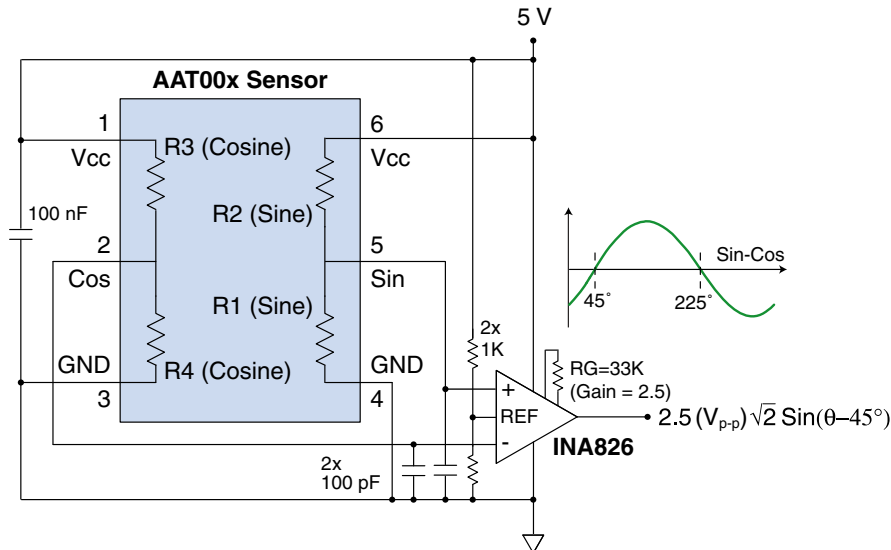 5 V
AAT00x Sensor
1
Vcc
R3 (Cosine)
6
Vcc
R2 (Sine)
100 nF
2
Cos
5
Sin
R1 (Sine)
Sin-Cos
45°
225°
GND
3
R4 (Cosine)
GND
4
2x
1K
RG=33K
(Gain = 2.5)
+
REF
-
INA826
2.5 (Vp-p) √2 Sin(θ−45°)
2x
100 pF